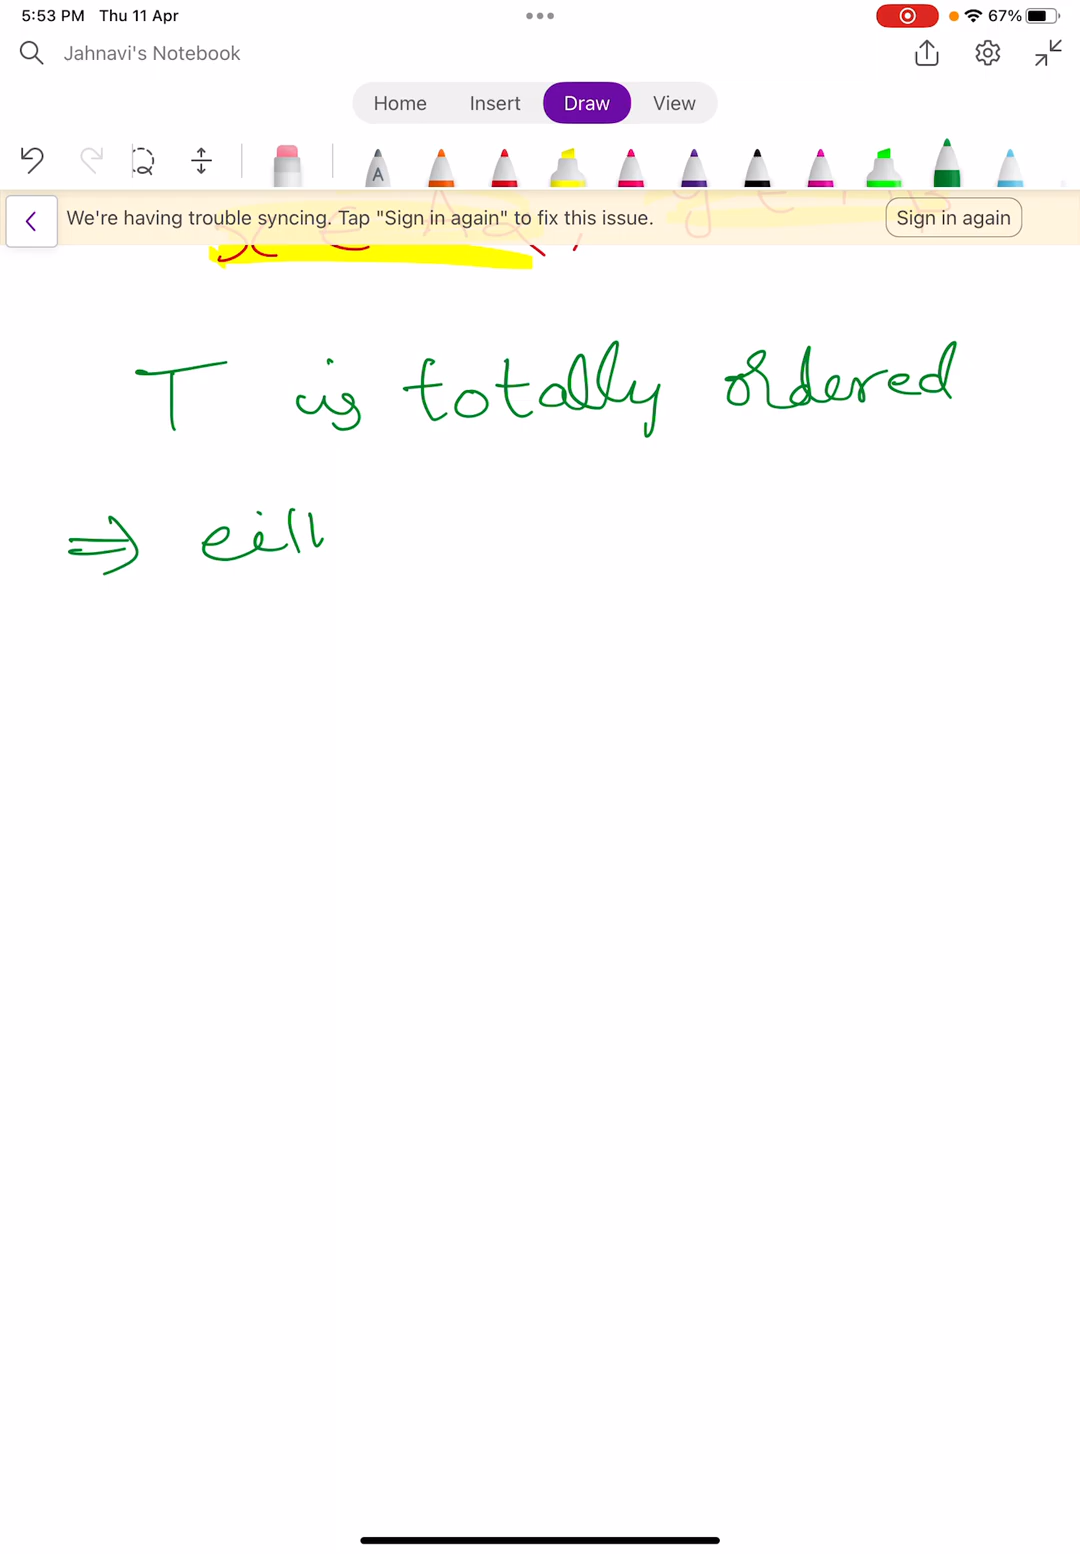 5:53 PM Thu 11 Apr 67%
Jahnavi's Notebook
Home Insert Draw View
A
We're having trouble syncing. Tap "Sign in again" to fix this issue. Sign in again
T is totally ordered
⇒ eill